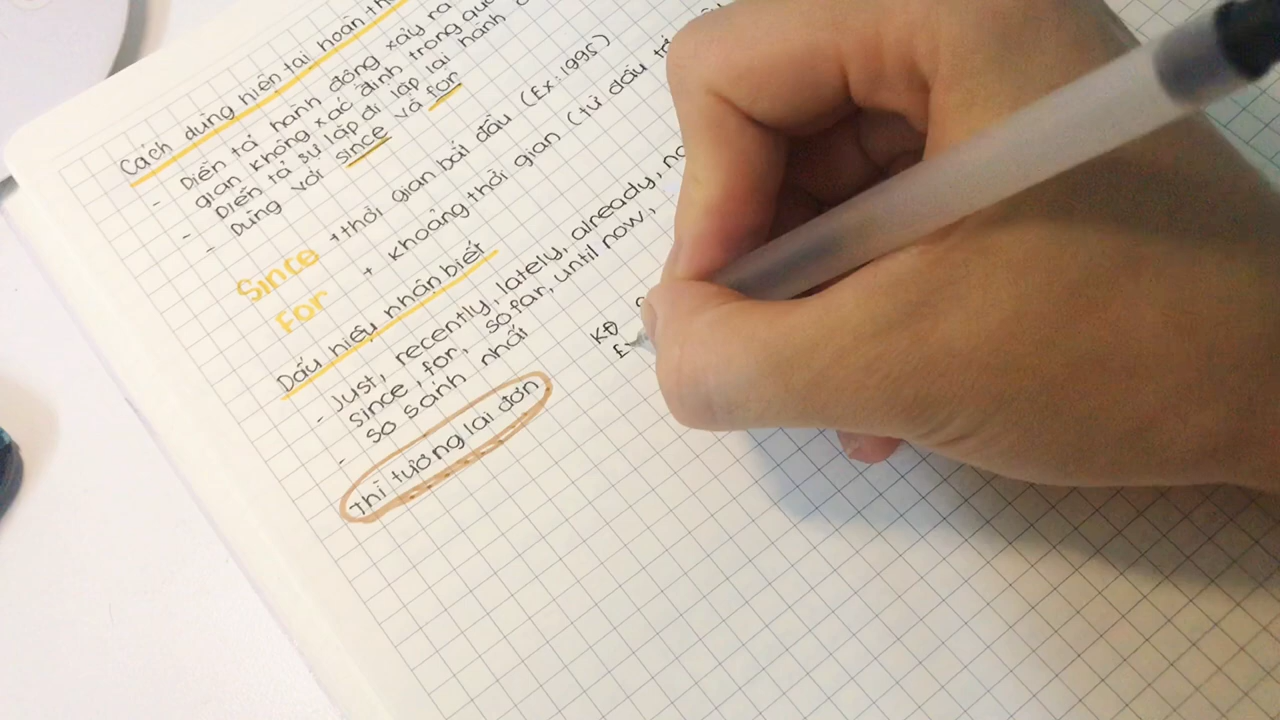 Cách dùng hiện tại hoàn
- Diễn tả hành động xảy ra
gian không xác định trong quá
- Diễn tả sự lặp đi lặp lại hành
- Dùng với since và for
Since +thời gian bắt đầu (Ex: 1995)
For + khoảng thời gian (từ đầu tới
Dấu hiệu nhận biết
- Just, recently, lately, already,
since, for, so far, until now,
- so sánh nhất
Thì tương lai đơn
KĐ